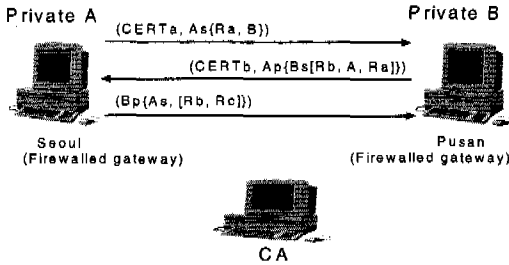 Private A
Private B
(CERTa, As{Ra, B})
(CERTb, Ap{Bs[Rb, A, Ra]})
(Bp{As, [Rb, Rc]})
Seoul
(Firewalled gateway)
Pusan
(Firewalled gateway)
CA